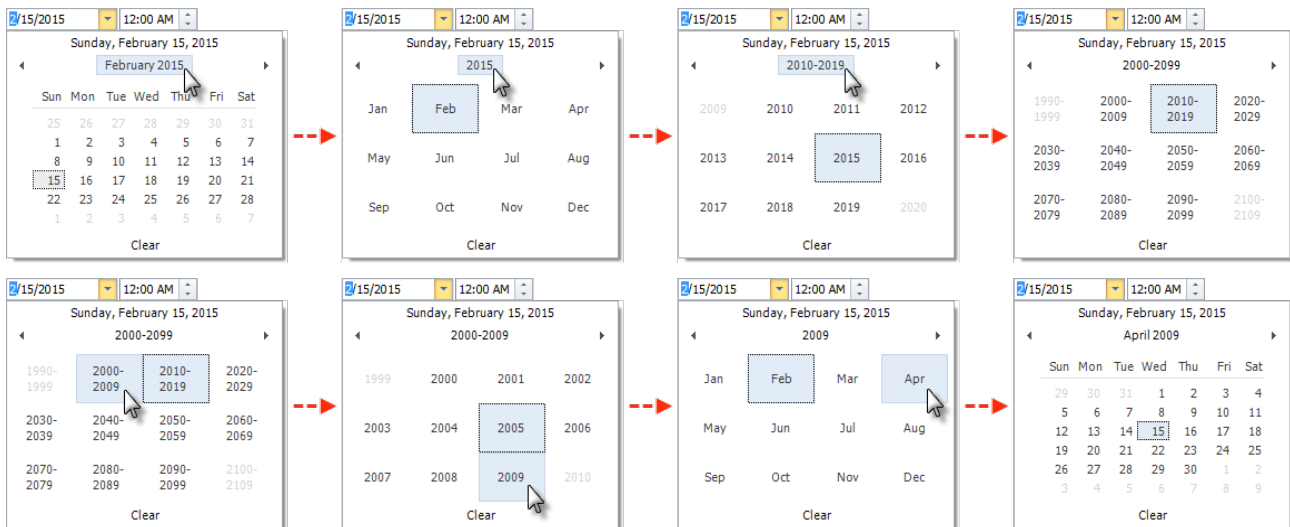 2/15/2015 12:00 AM
Sunday, February 15, 2015
February 2015
Sun Mon Tue Wed Thu Fri Sat
25 26 27 28 29 30 31
1 2 3 4 5 6 7
8 9 10 11 12 13 14
15 16 17 18 19 20 21
22 23 24 25 26 27 28
1 2 3 4 5 6 7
Clear
2/15/2015 12:00 AM
Sunday, February 15, 2015
2015
Jan Feb Mar Apr
May Jun Jul Aug
Sep Oct Nov Dec
Clear
2/15/2015 12:00 AM
Sunday, February 15, 2015
2010-2019
2009 2010 2011 2012
2013 2014 2015 2016
2017 2018 2019 2020
Clear
2/15/2015 12:00 AM
Sunday, February 15, 2015
2000-2099
1990- 2000- 2010- 2020-
1999 2009 2019 2029
2030- 2040- 2050- 2060-
2039 2049 2059 2069
2070- 2080- 2090- 2100-
2079 2089 2099 2109
Clear
2/15/2015 12:00 AM
Sunday, February 15, 2015
2000-2099
1990- 2000- 2010- 2020-
1999 2009 2019 2029
2030- 2040- 2050- 2060-
2039 2049 2059 2069
2070- 2080- 2090- 2100-
2079 2089 2099 2109
Clear
2/15/2015 12:00 AM
Sunday, February 15, 2015
2000-2099
1999 2000 2001 2002
2003 2004 2005 2006
2007 2008 2009 2010
Clear
2/15/2015 12:00 AM
Sunday, February 15, 2015
2009
Jan Feb Mar Apr
May Jun Jul Aug
Sep Oct Nov Dec
Clear
2/15/2015 12:00 AM
Sunday, February 15, 2015
April 2009
Sun Mon Tue Wed Thu Fri Sat
29 30 31 1 2 3 4
5 6 7 8 9 10 11
12 13 14 15 16 17 18
19 20 21 22 23 24 25
26 27 28 29 30 1 2
3 4 5 6 7 8 9
Clear